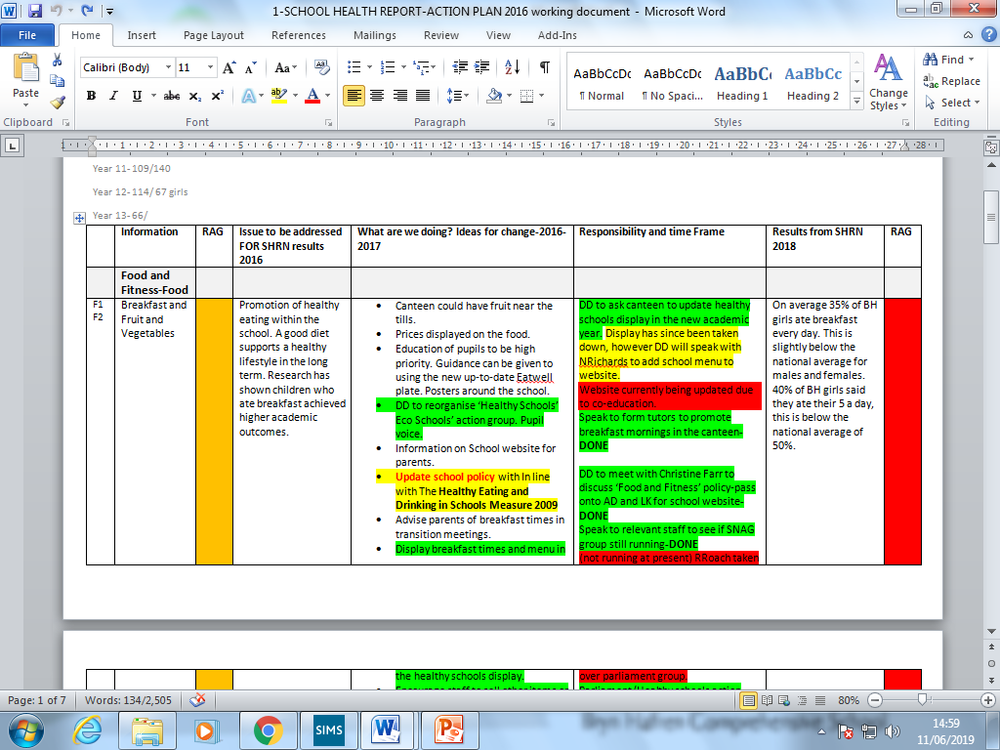 1-SCHOOL HEALTH REPORT-ACTION PLAN 2016 working document - Microsoft Word
File Home Insert Page Layout References Mailings Review View Add-Ins
Paste
Calibri (Body) 11
AaBbCcDc AaBbCcDc AaBbC AaBbCc
¶ Normal ¶ No Spaci... Heading 1 Heading 2
Change Styles
Find
Replace
Select
Clipboard Font Paragraph Styles Editing
Year 11-109/140
Year 12-114/ 67 girls
Year 13-66/
Information
RAG
Issue to be addressed
FOR SHRN results
2016
What are we doing? Ideas for change-2016-
2017
Responsibility and time Frame
Results from SHRN
2018
RAG
Food and
Fitness-Food
F1
F2
Breakfast and
Fruit and
Vegetables
Promotion of healthy
eating within the
school. A good diet
supports a healthy
lifestyle in the long
term. Research has
shown children who
ate breakfast achieved
higher academic
outcomes.
• Canteen could have fruit near the
tills.
• Prices displayed on the food.
• Education of pupils to be high
priority. Guidance can be given to
using the new up-to-date Eatwell
plate. Posters around the school.
• DD to reorganise ‘Healthy Schools’
Eco Schools’ action group. Pupil
voice.
• Information on School website for
parents.
• Update school policy with In line
with The Healthy Eating and
Drinking in Schools Measure 2009
• Advise parents of breakfast times in
transition meetings.
• Display breakfast times and menu in
DD to ask canteen to update healthy
schools display in the new academic
year. Display has since been taken
down, however DD will speak with
NRichards to add school menu to
website.
Website currently being updated due
to co-education.
Speak to form tutors to promote
breakfast mornings in the canteen-
DONE
DD to meet with Christine Farr to
discuss ‘Food and Fitness’ policy-pass
onto AD and LK for school website-
DONE
Speak to relevant staff to see if SNAG
group still running-DONE
(not running at present) RRoach taken
On average 35% of BH
girls ate breakfast
every day. This is
slightly below the
national average for
males and females.
40% of BH girls said
they ate their 5 a day,
this is below the
national average of
50%.
the healthy schools display.
over parliament group.
Page: 1 of 7 Words: 134/2,505 80%
SIMS
14:59
11/06/2019